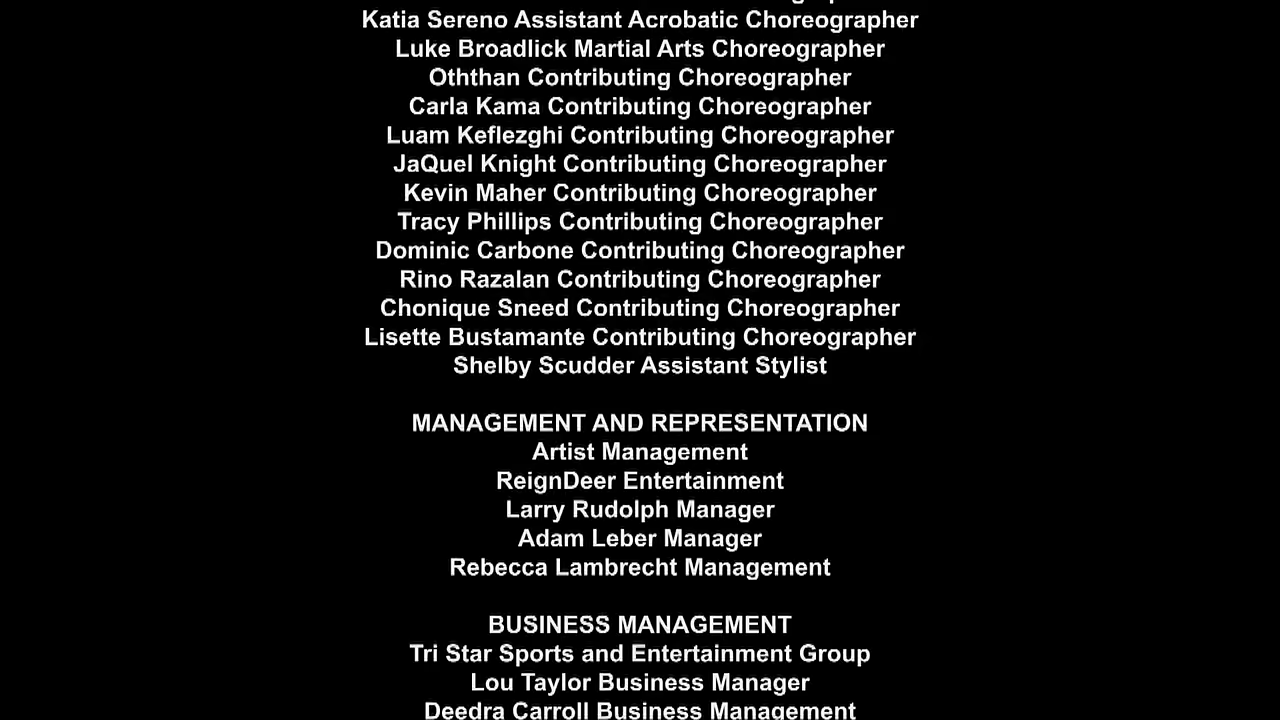 Katia Sereno Assistant Acrobatic Choreographer
Luke Broadlick Martial Arts Choreographer
Oththan Contributing Choreographer
Carla Kama Contributing Choreographer
Luam Keflezghi Contributing Choreographer
JaQuel Knight Contributing Choreographer
Kevin Maher Contributing Choreographer
Tracy Phillips Contributing Choreographer
Dominic Carbone Contributing Choreographer
Rino Razalan Contributing Choreographer
Chonique Sneed Contributing Choreographer
Lisette Bustamante Contributing Choreographer
Shelby Scudder Assistant Stylist
MANAGEMENT AND REPRESENTATION
Artist Management
ReignDeer Entertainment
Larry Rudolph Manager
Adam Leber Manager
Rebecca Lambrecht Management
BUSINESS MANAGEMENT
Tri Star Sports and Entertainment Group
Lou Taylor Business Manager
Deedra Carroll Business Management